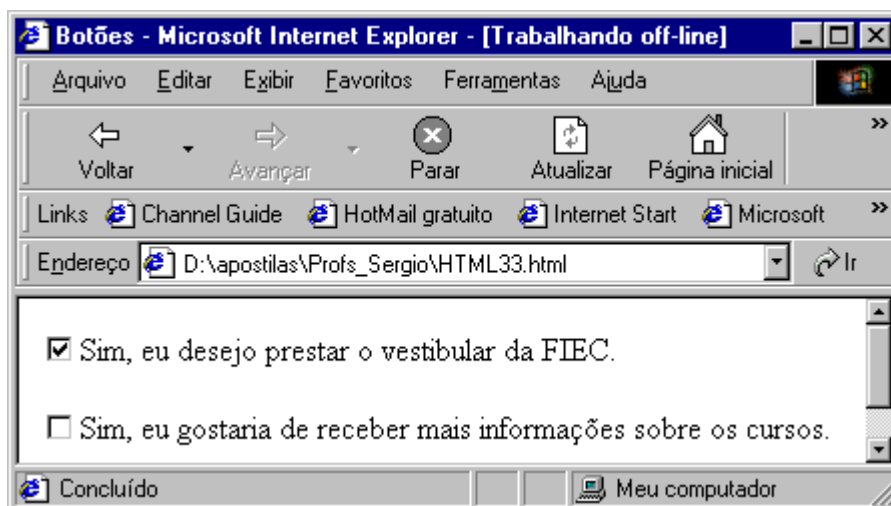 Botões - Microsoft Internet Explorer - [Trabalhando off-line]
Arquivo Editar Exibir Favoritos Ferramentas Ajuda
Voltar Avançar Parar Atualizar Página inicial »
Links Channel Guide HotMail gratuito Internet Start Microsoft »
Endereço D:\apostilas\Profs_Sergio\HTML33.html Ir
Sim, eu desejo prestar o vestibular da FIEC.
Sim, eu gostaria de receber mais informações sobre os cursos.
Concluído Meu computador